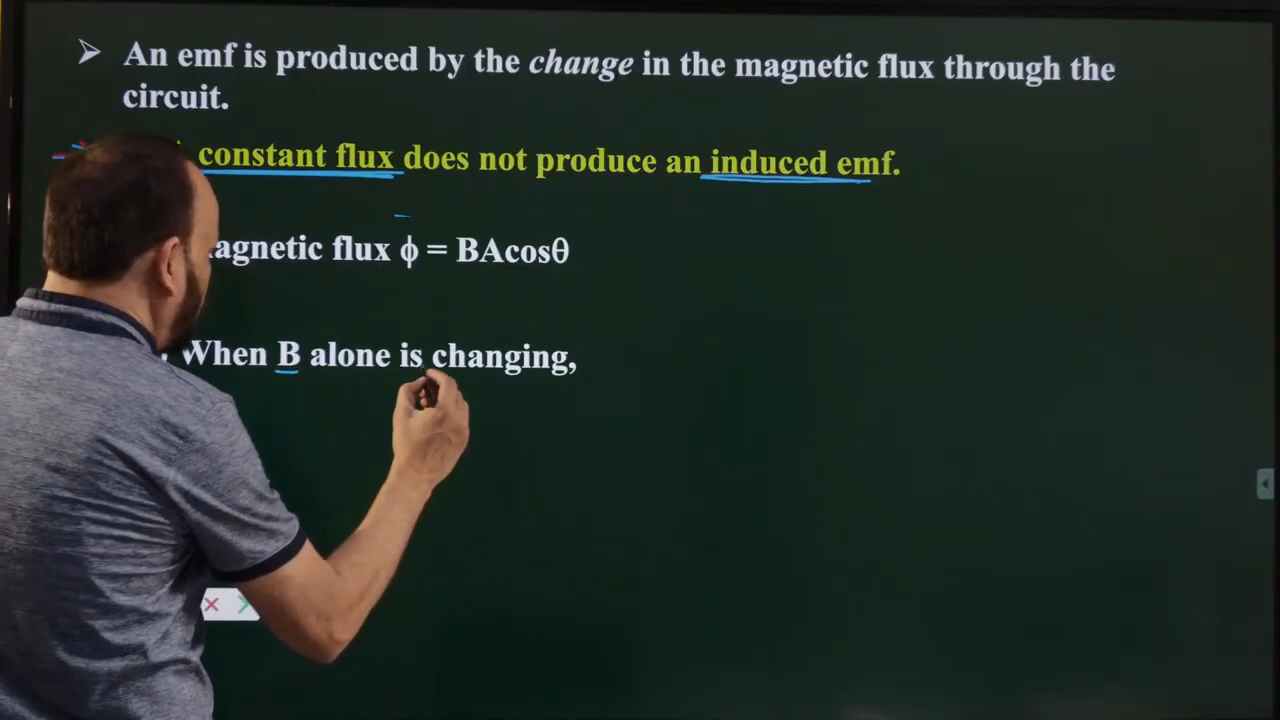 An emf is produced by the change in the magnetic flux through the
circuit.
constant flux does not produce an induced emf.
agnetic flux ϕ = BAcosθ
When B alone is changing,